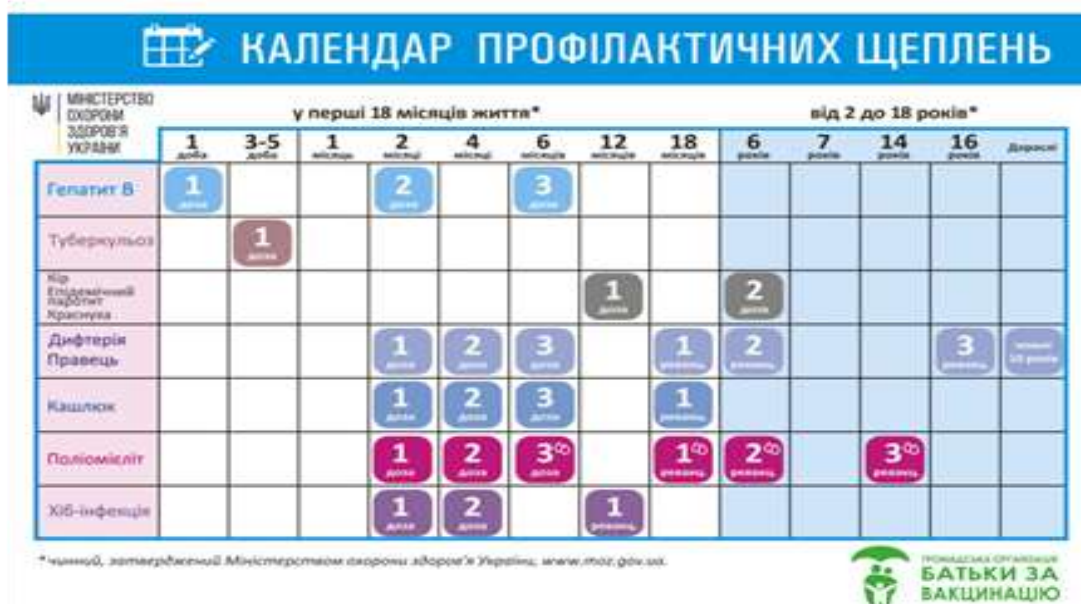 КАЛЕНДАР ПРОФІЛАКТИЧНИХ ЩЕПЛЕНЬ
МІНІСТЕРСТВО
ОХОРОНИ
ЗДОРОВ'Я
УКРАЇНИ
у перші 18 місяців життя* від 2 до 18 років*
1 доба 3-5 доба 1 місяць 2 місяці 4 місяці 6 місяців 12 місяців 18 місяців 6 років 7 років 14 років 16 років Дорослі
Гепатит В 1 доза 2 доза 3 доза
Туберкульоз 1 доза
Кір
Епідемічний
паротит
Краснуха
1 доза 2 доза
Дифтерія
Правець
1 доза 2 доза 3 доза 1 ревакц. 2 ревакц. 3 ревакц. кожні 10 років
Кашлюк 1 доза 2 доза 3 доза 1 ревакц.
Поліомієліт 1 доза 2 доза 3 доза 1 ревакц. 2 ревакц. 3 ревакц.
Хіб-інфекція 1 доза 2 доза 1 ревакц.
*чинний, затверджений Міністерством охорони здоров'я України, www.moz.gov.ua.
ГРОМАДСЬКА ОРГАНІЗАЦІЯ
БАТЬКИ ЗА
ВАКЦИНАЦІЮ